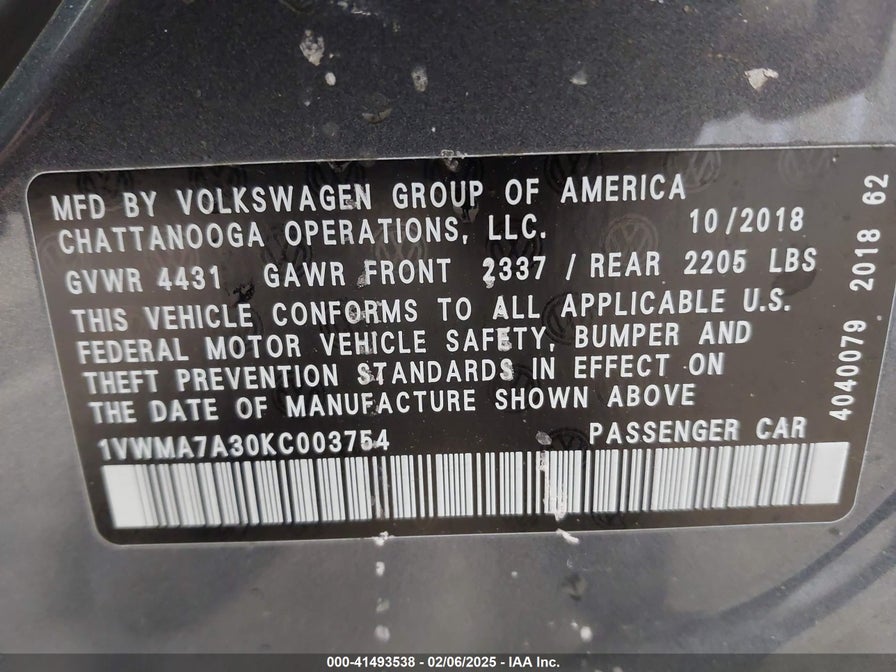 MFD BY VOLKSWAGEN GROUP OF AMERICA
CHATTANOOGA OPERATIONS, LLC. 10/2018
GVWR 4431 GAWR FRONT 2337 / REAR 2205 LBS
THIS VEHICLE CONFORMS TO ALL APPLICABLE U.S.
FEDERAL MOTOR VEHICLE SAFETY, BUMPER AND
THEFT PREVENTION STANDARDS IN EFFECT ON
THE DATE OF MANUFACTURE SHOWN ABOVE
1VWMA7A30KC003754 PASSENGER CAR
4040079 2018 62
000-41493538 - 02/06/2025 - IAA Inc.